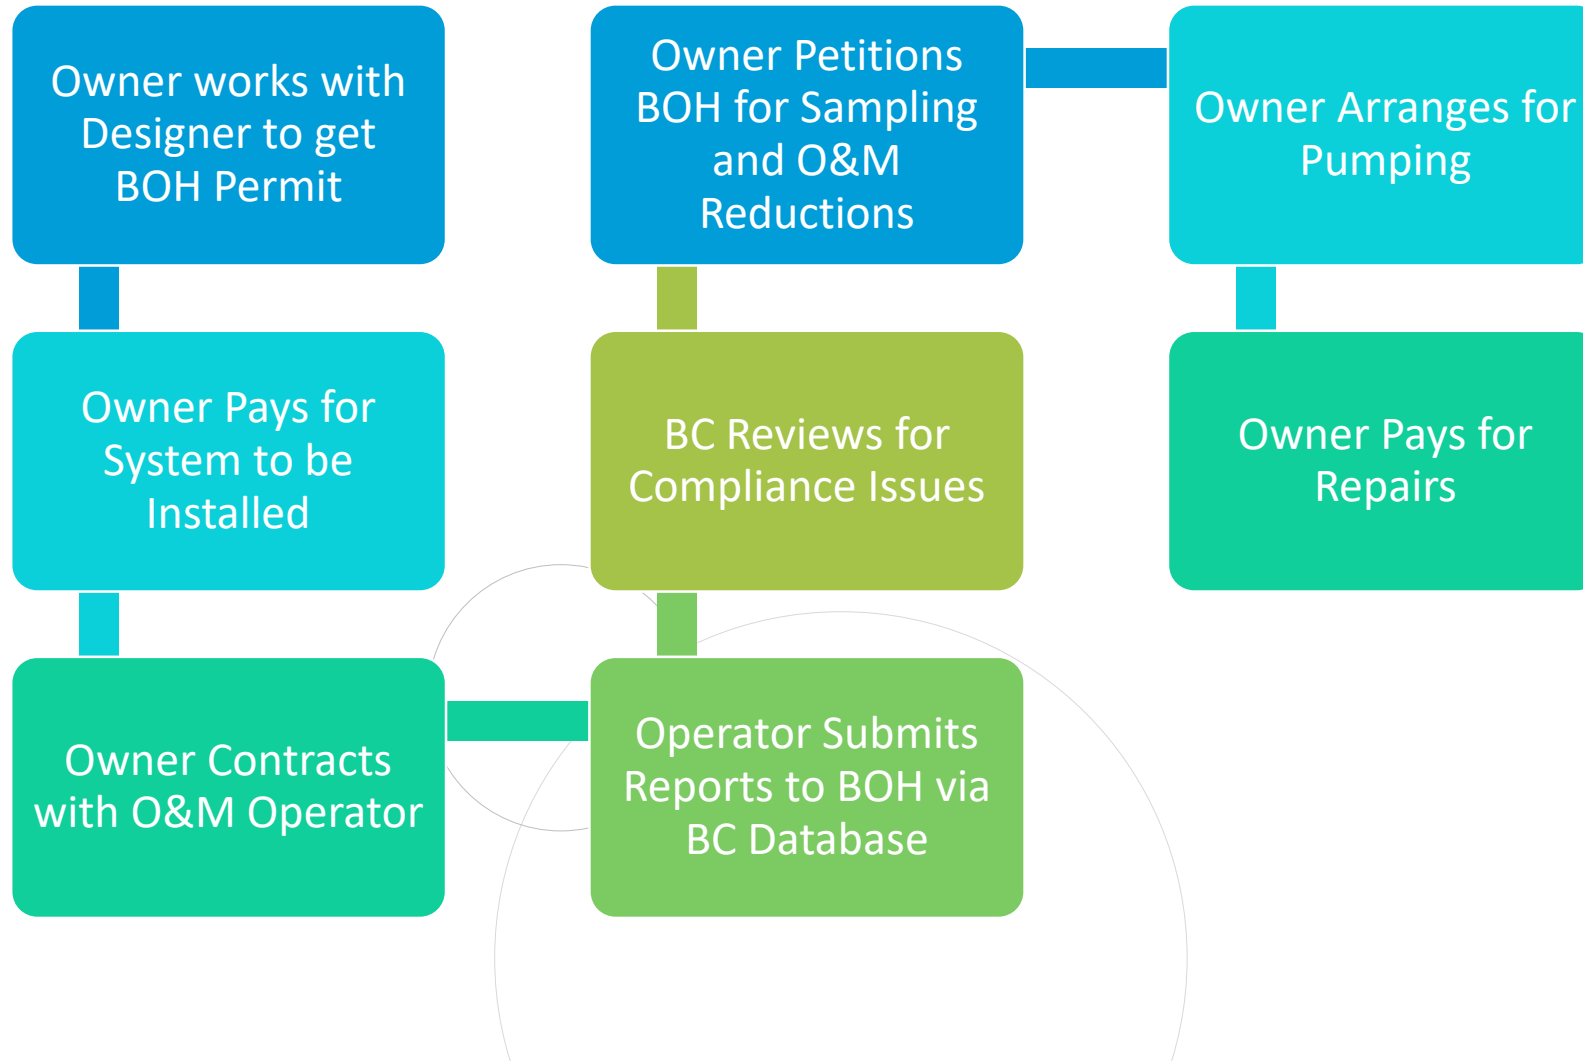 Owner works with
Designer to get
BOH Permit
Owner Pays for
System to be
Installed
Owner Contracts
with O&M Operator
Operator Submits
Reports to BOH via
BC Database
BC Reviews for
Compliance Issues
Owner Petitions
BOH for Sampling
and O&M
Reductions
Owner Arranges for
Pumping
Owner Pays for
Repairs